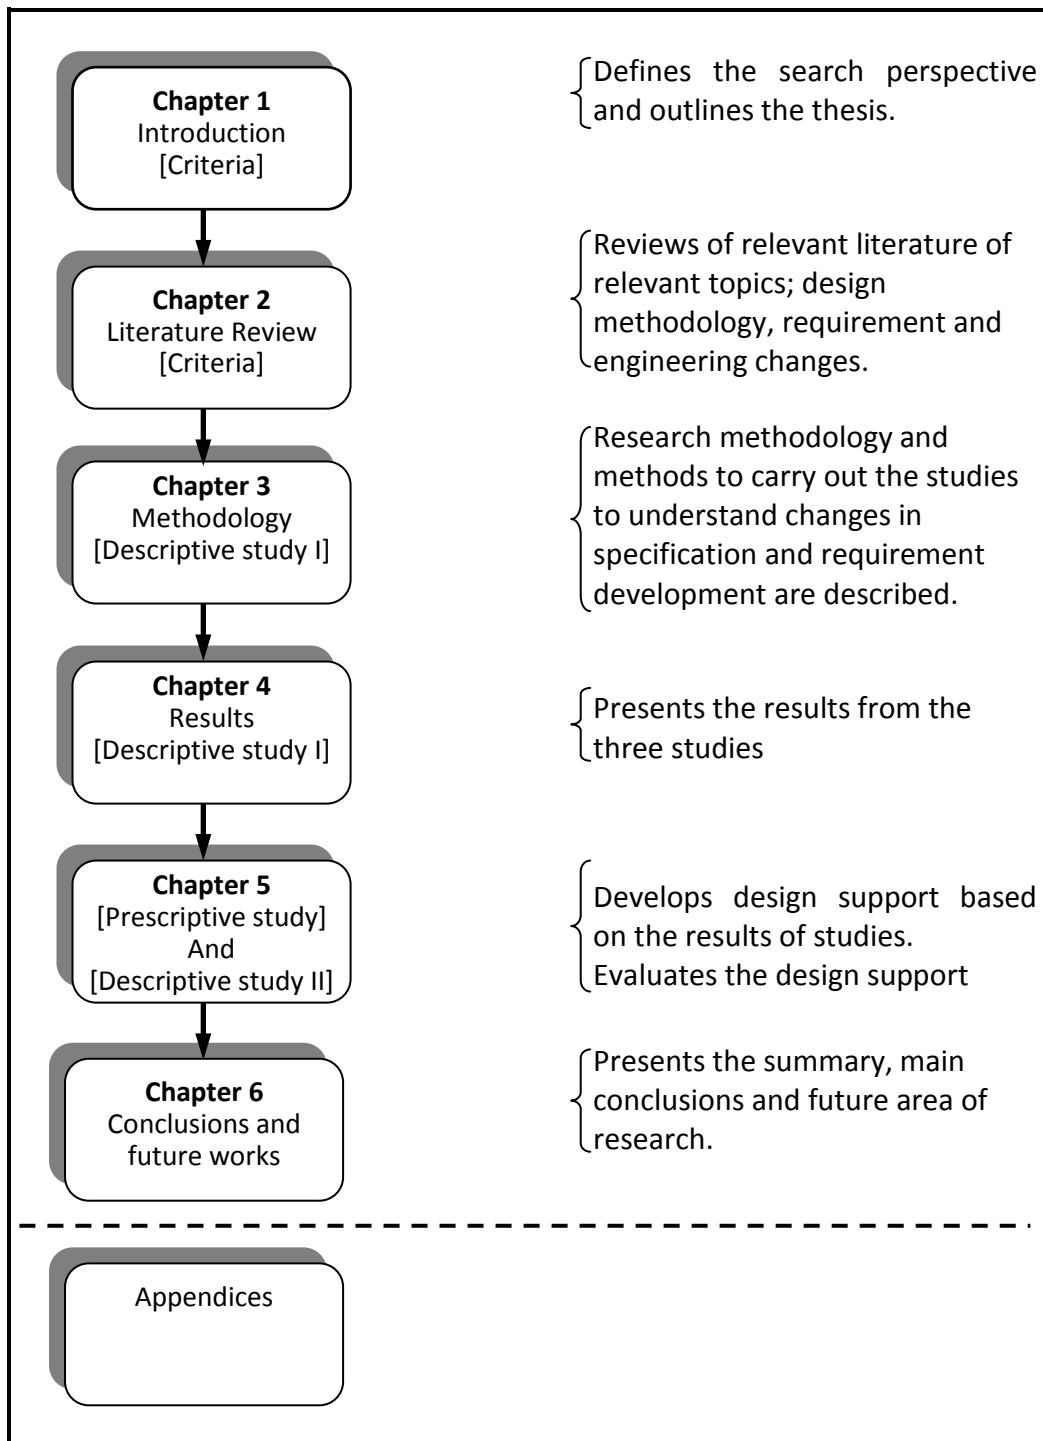 Chapter 1
Introduction
[Criteria]
Defines the search perspective
and outlines the thesis.
Chapter 2
Literature Review
[Criteria]
Reviews of relevant literature of
relevant topics; design
methodology, requirement and
engineering changes.
Chapter 3
Methodology
[Descriptive study I]
Research methodology and
methods to carry out the studies
to understand changes in
specification and requirement
development are described.
Chapter 4
Results
[Descriptive study I]
Presents the results from the
three studies
Chapter 5
[Prescriptive study]
And
[Descriptive study II]
Develops design support based
on the results of studies.
Evaluates the design support
Chapter 6
Conclusions and
future works
Presents the summary, main
conclusions and future area of
research.
Appendices